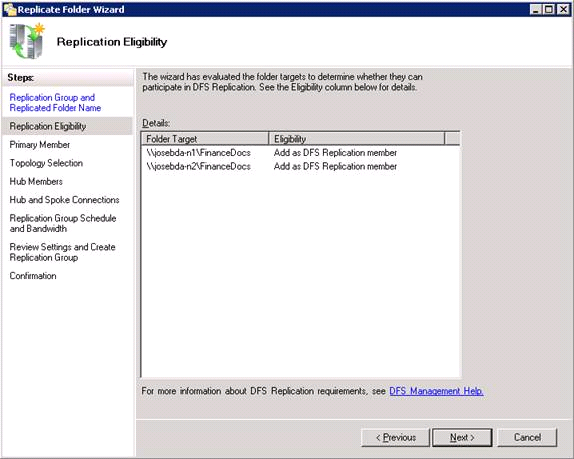 Replicate Folder Wizard
Replication Eligibility
Steps:
Replication Group and
Replicated Folder Name
Replication Eligibility
Primary Member
Topology Selection
Hub Members
Hub and Spoke Connections
Replication Group Schedule
and Bandwidth
Review Settings and Create
Replication Group
Confirmation
The wizard has evaluated the folder targets to determine whether they can
participate in DFS Replication. See the Eligibility column below for details.
Details:
Folder Target Eligibility
\\josebda-n1\FinanceDocs Add as DFS Replication member
\\josebda-n2\FinanceDocs Add as DFS Replication member
For more information about DFS Replication requirements, see DFS Management Help.
< Previous Next > Cancel